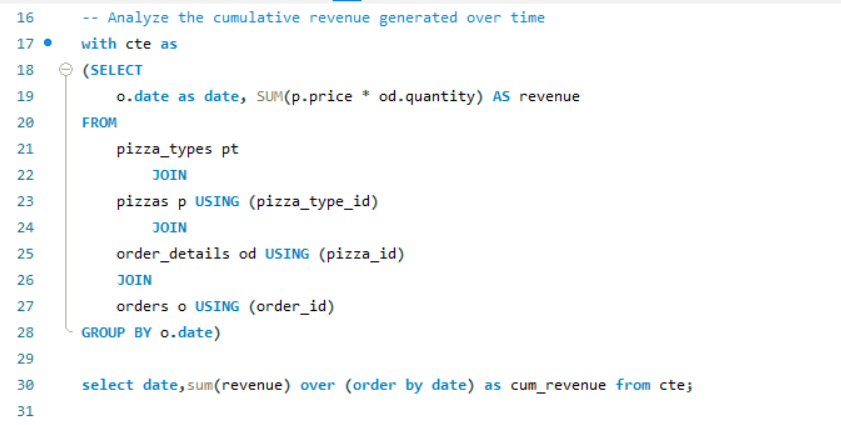 16 -- Analyze the cumulative revenue generated over time
17 with cte as
18 (SELECT
19 o.date as date, SUM(p.price * od.quantity) AS revenue
20 FROM
21 pizza_types pt
22 JOIN
23 pizzas p USING (pizza_type_id)
24 JOIN
25 order_details od USING (pizza_id)
26 JOIN
27 orders o USING (order_id)
28 GROUP BY o.date)
29
30 select date,sum(revenue) over (order by date) as cum_revenue from cte;
31